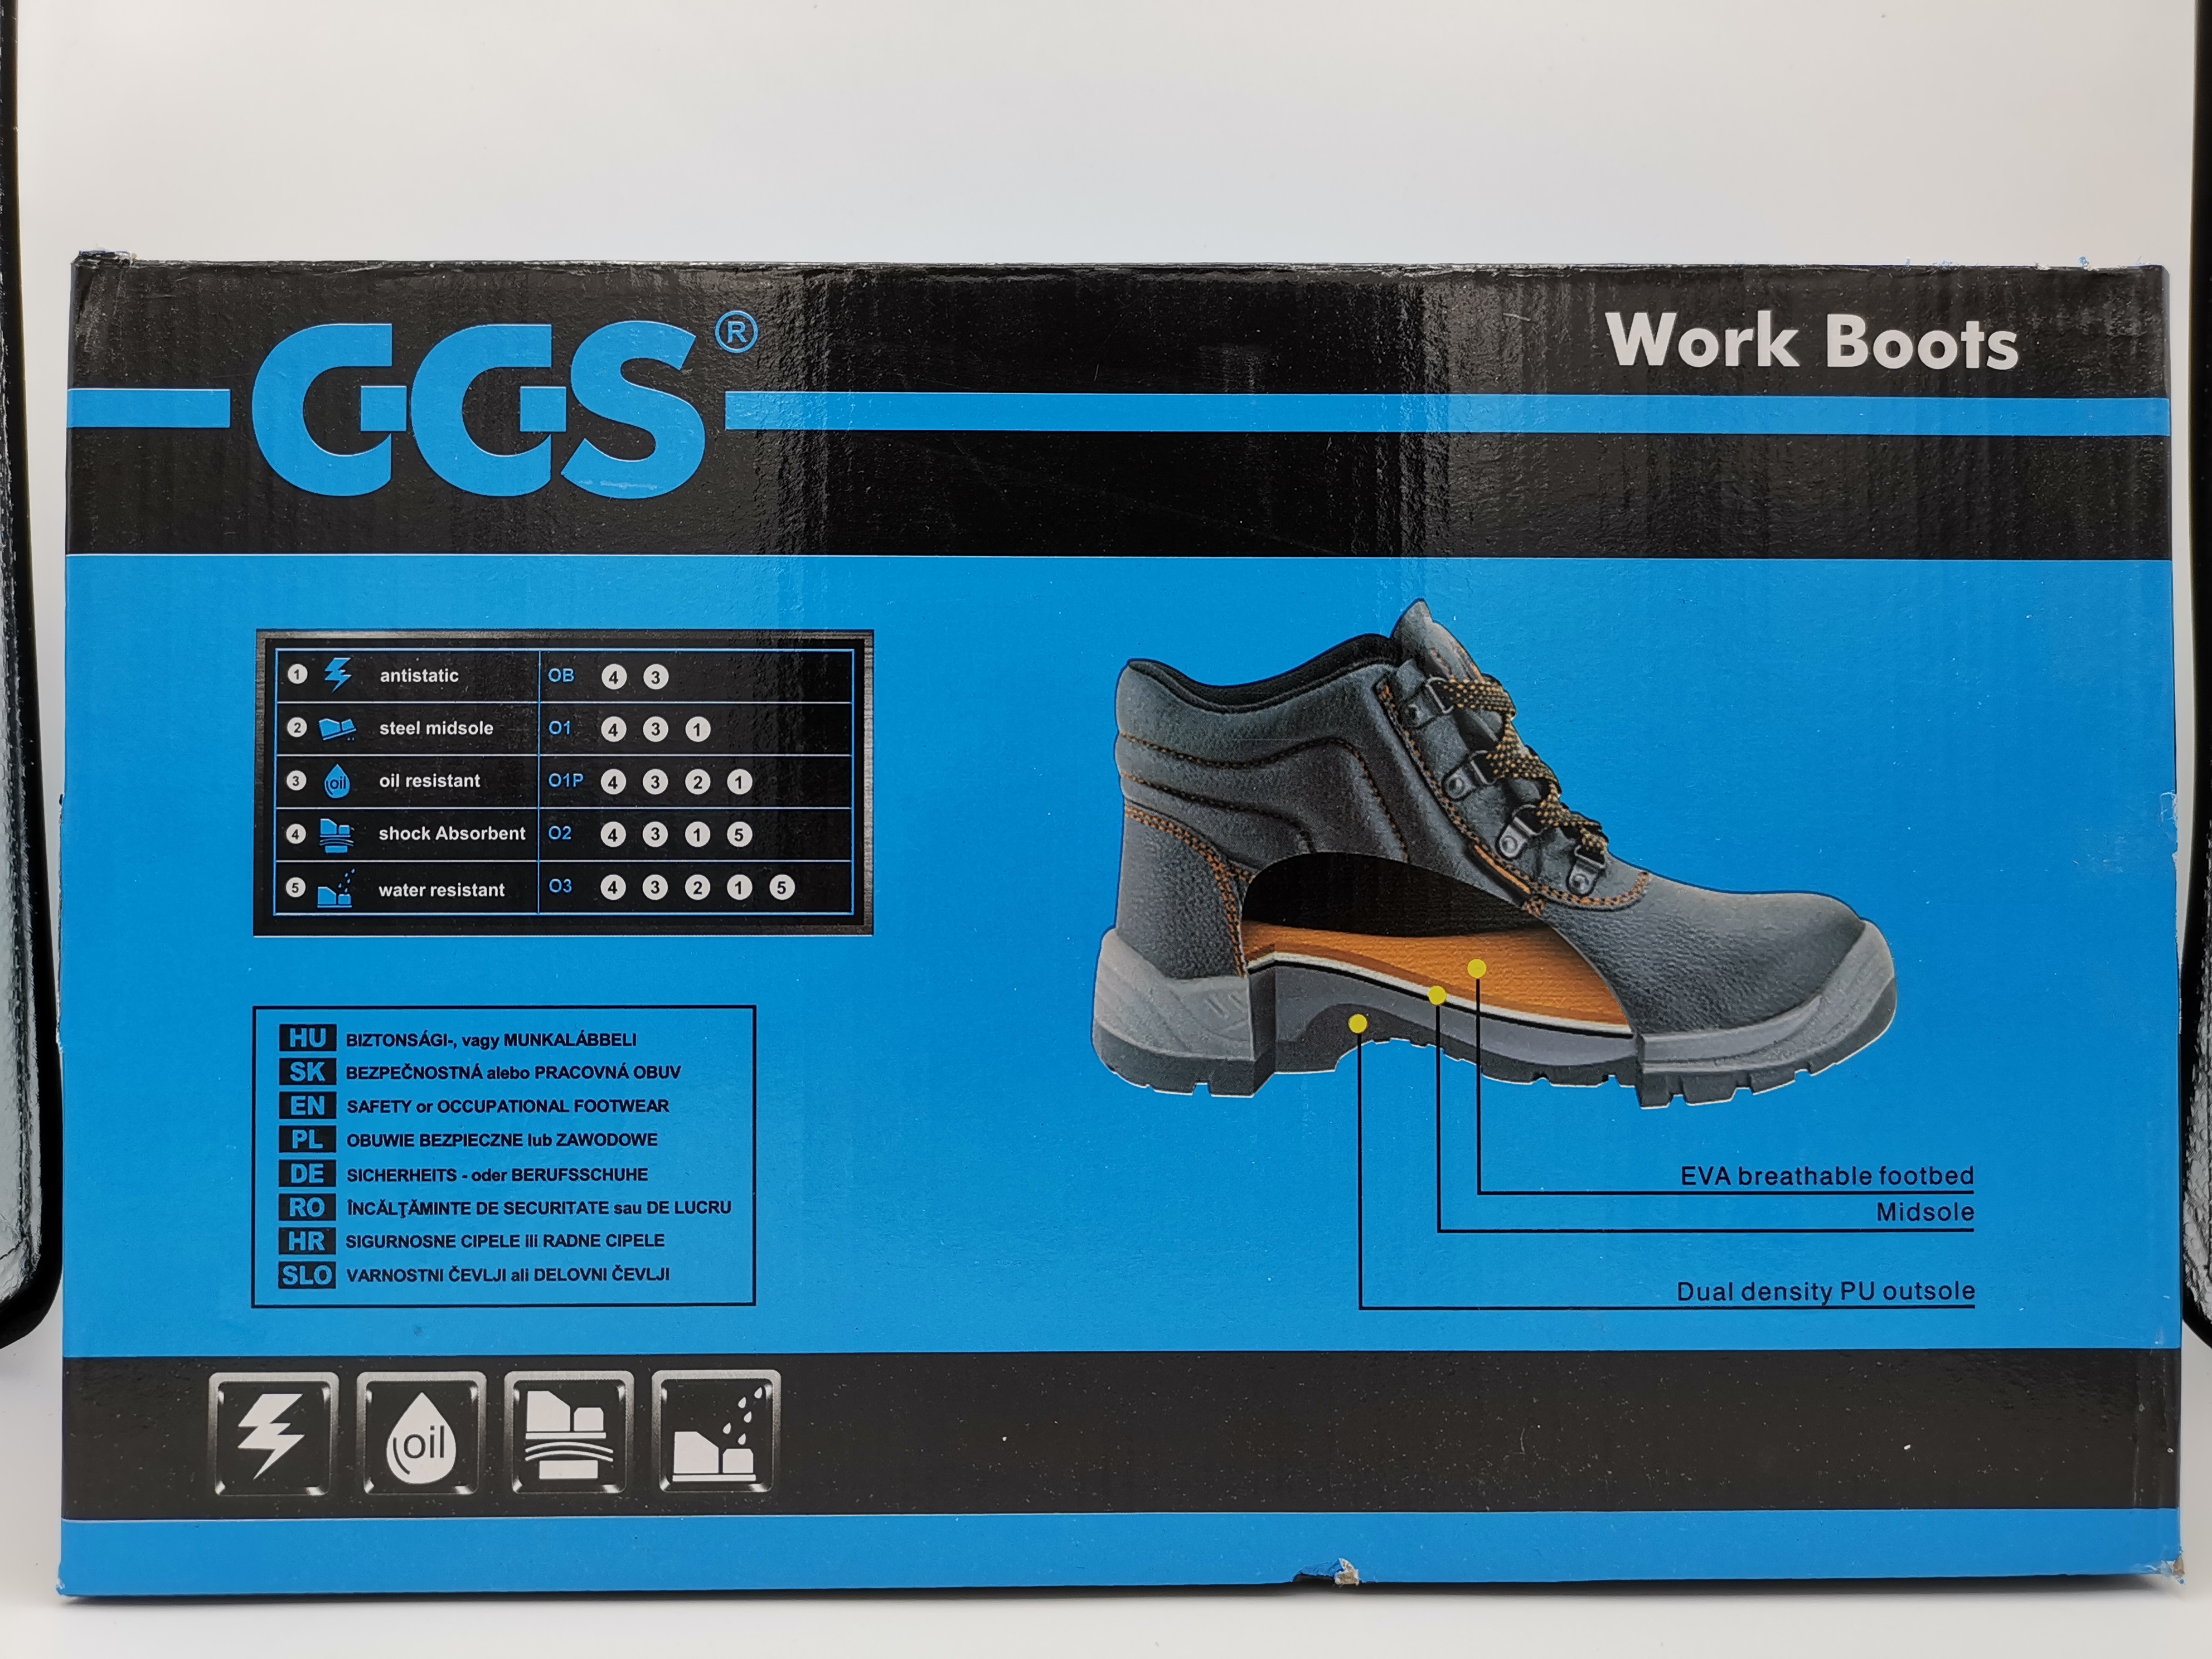 GGS®
Work Boots
1 antistatic OB 4 3
2 steel midsole O1 4 3 1
3 oil oil resistant O1P 4 3 2 1
4 shock Absorbent O2 4 3 1 5
5 water resistant O3 4 3 2 1 5
HU BIZTONSÁGI-, vagy MUNKALÁBBELI
SK BEZPEČNOSTNÁ alebo PRACOVNÁ OBUV
EN SAFETY or OCCUPATIONAL FOOTWEAR
PL OBUWIE BEZPIECZNE lub ZAWODOWE
DE SICHERHEITS - oder BERUFSSCHUHE
RO ÎNCĂLŢĂMINTE DE SECURITATE sau DE LUCRU
HR SIGURNOSNE CIPELE ili RADNE CIPELE
SLO VARNOSTNI ČEVLJI ali DELOVNI ČEVLJI
EVA breathable footbed
Midsole
Dual density PU outsole
oil